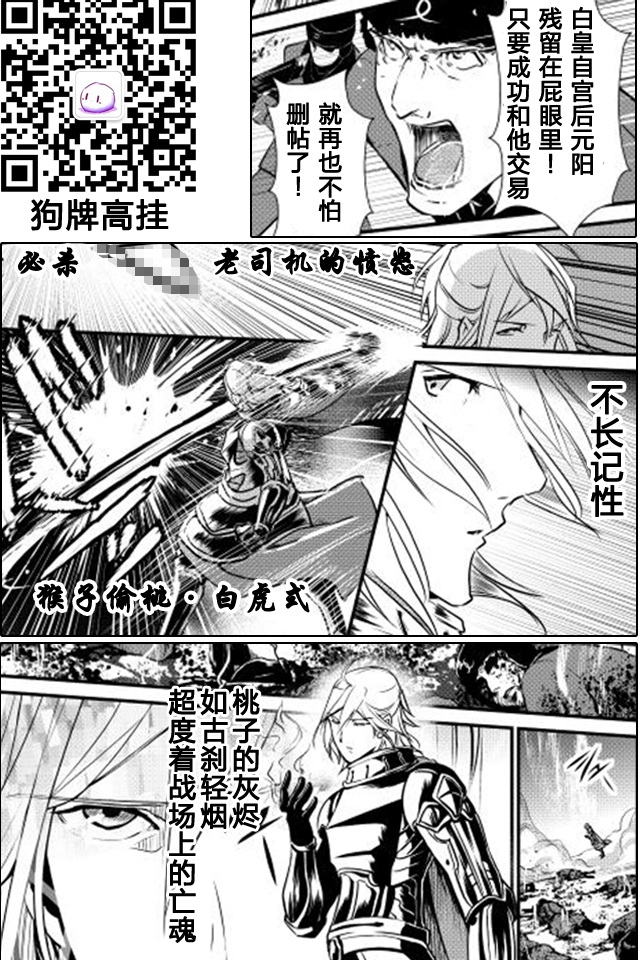 狗牌高挂
白皇自宫后元阳
残留在屁眼里！
只要成功和他交易
就再也不怕
删帖了！
必杀 老司机的愤怒
不长记性
猴子偷桃·白虎式
桃子的灰烬
如古刹轻烟
超度着战场上的亡魂